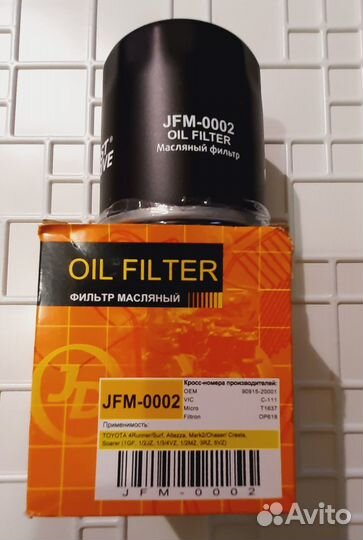 JFM-0002
OIL FILTER
Масляный фильтр
OIL FILTER
ФИЛЬТР МАСЛЯНЫЙ
JD
JFM-0002
Кросс-номера производителей:
OEM 90915-20001
VIC C-111
Micro T1637
Filtron OP618
Применимость:
TOYOTA 4Runner/Surf, Altezza, Mark2/Chaser/ Cresta,
Soarer (1GF, 1/2JZ, 1/3/4VZ, 1/2MZ, 3RZ, 5VZ)
JFM-0002
Avito